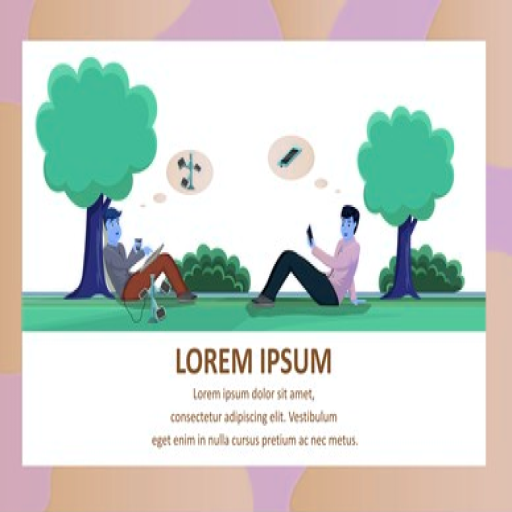 LOREM IPSUM
Lorem ipsum dolor sit amet,
consectetur adipiscing elit. Vestibulum
eget enim in nulla cursus pretium ac nec metus.